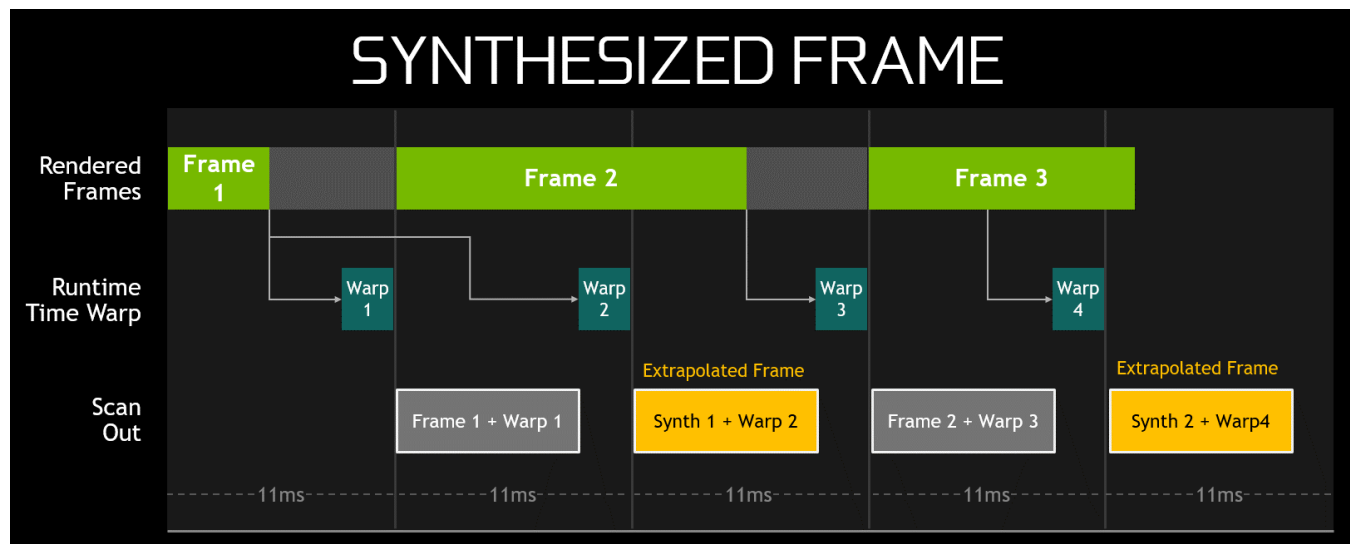 SYNTHESIZED FRAME
Rendered
Frames
Frame
1
Frame 2
Frame 3
Runtime
Time Warp
Warp
1
Warp
2
Warp
3
Warp
4
Extrapolated Frame
Extrapolated Frame
Scan
Out
Frame 1 + Warp 1
Synth 1 + Warp 2
Frame 2 + Warp 3
Synth 2 + Warp4
11ms
11ms
11ms
11ms
11ms